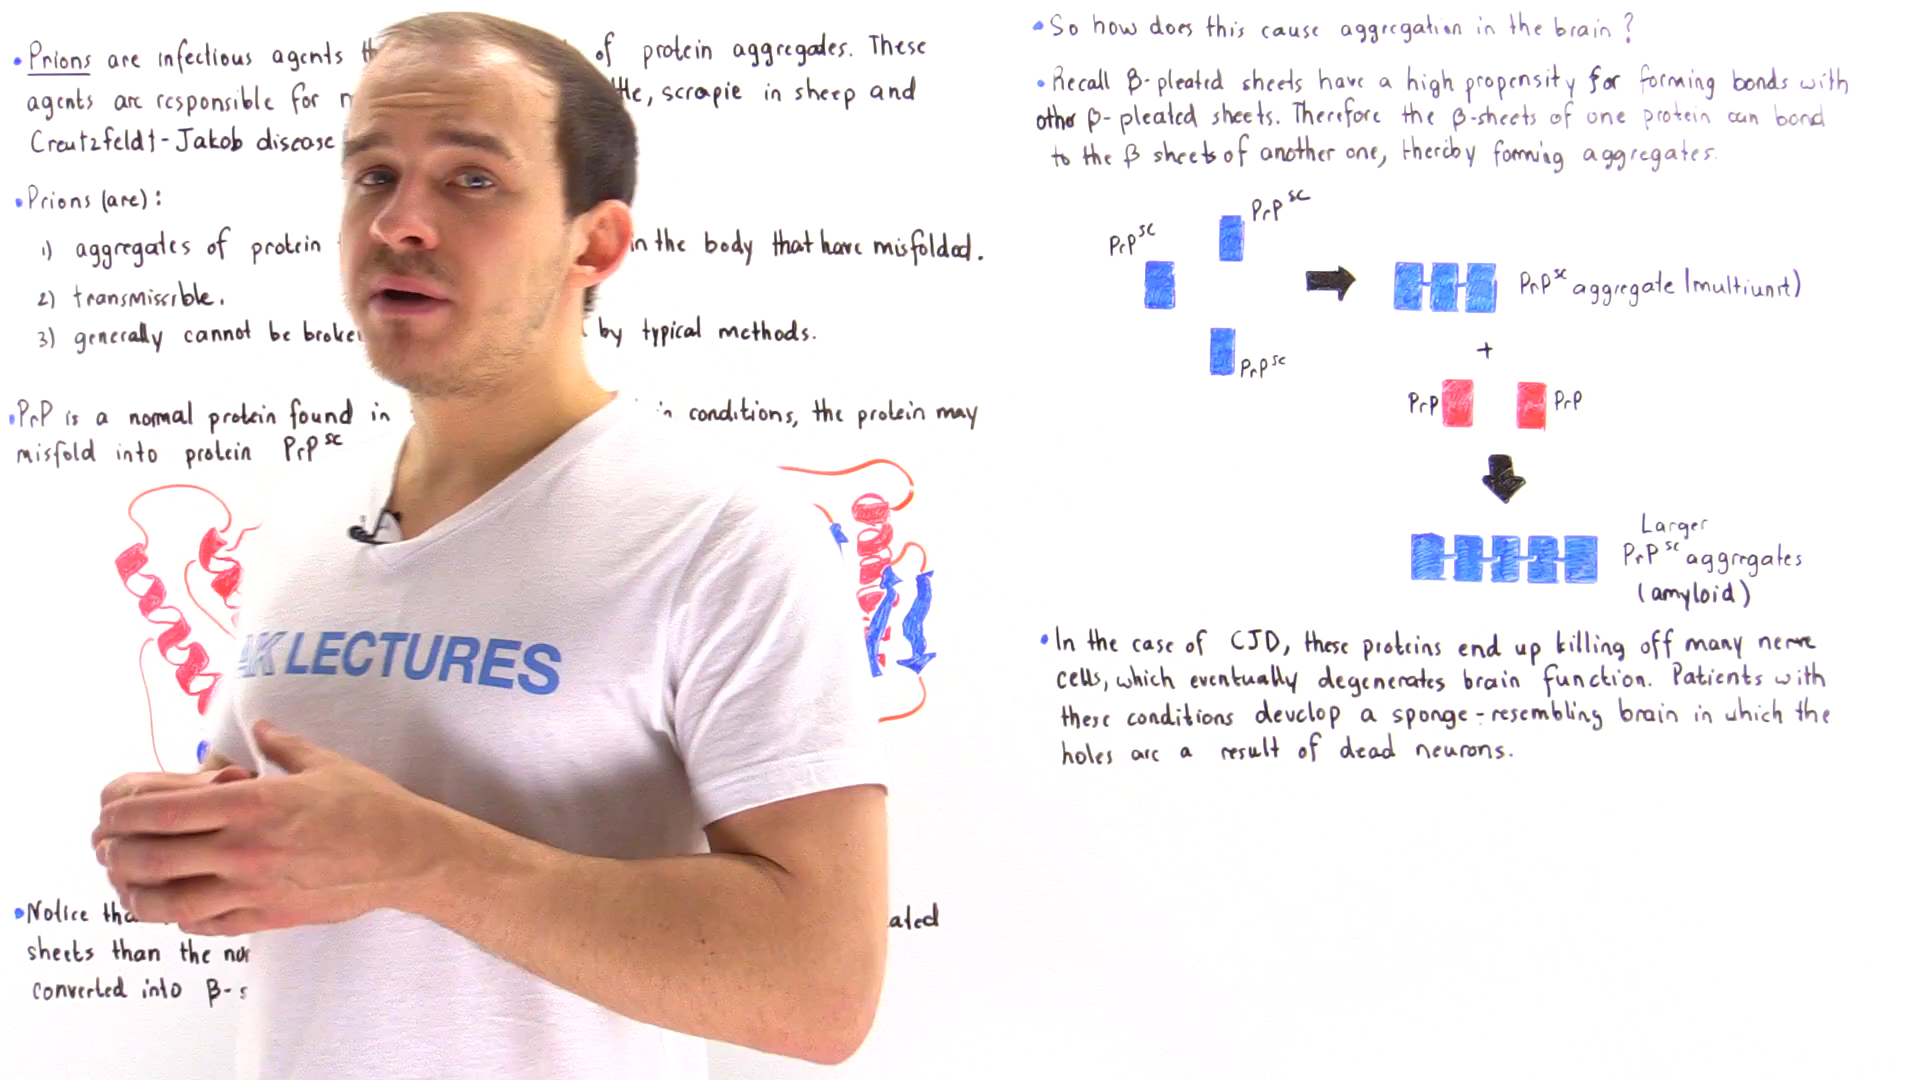 • Prions are infectious agents of protein aggregates. These
agents are responsible for scrapie in sheep and
Creutzfeldt-Jakob disease
• Prions (are):
1) aggregates of protein in the body that have misfolded.
2) transmissible.
3) generally cannot be by typical methods.
• PrP is a normal protein found in conditions, the protein may
misfold into protein PrP^sc
• Notice
sheets than the
converted into β-
AK LECTURES
• So how does this cause aggregation in the brain?
• Recall β-pleated sheets have a high propensity for forming bonds with
other β-pleated sheets. Therefore the β-sheets of one protein can bond
to the β sheets of another one, thereby forming aggregates.
PrP^sc
PrP^sc
PrP^sc
PrP^sc aggregate (multiunit)
+
PrP PrP
Larger
PrP^sc aggregates
(amyloid)
• In the case of CJD, these proteins end up killing off many nerve
cells, which eventually degenerates brain function. Patients with
these conditions develop a sponge-resembling brain in which the
holes are a result of dead neurons.